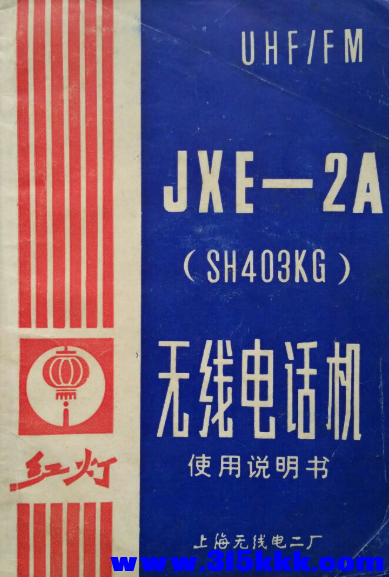 UHF/FM
JXE—2A
(SH403KG)
无线电话机
使用说明书
红灯
上海无线电二厂
www.315kkk.com